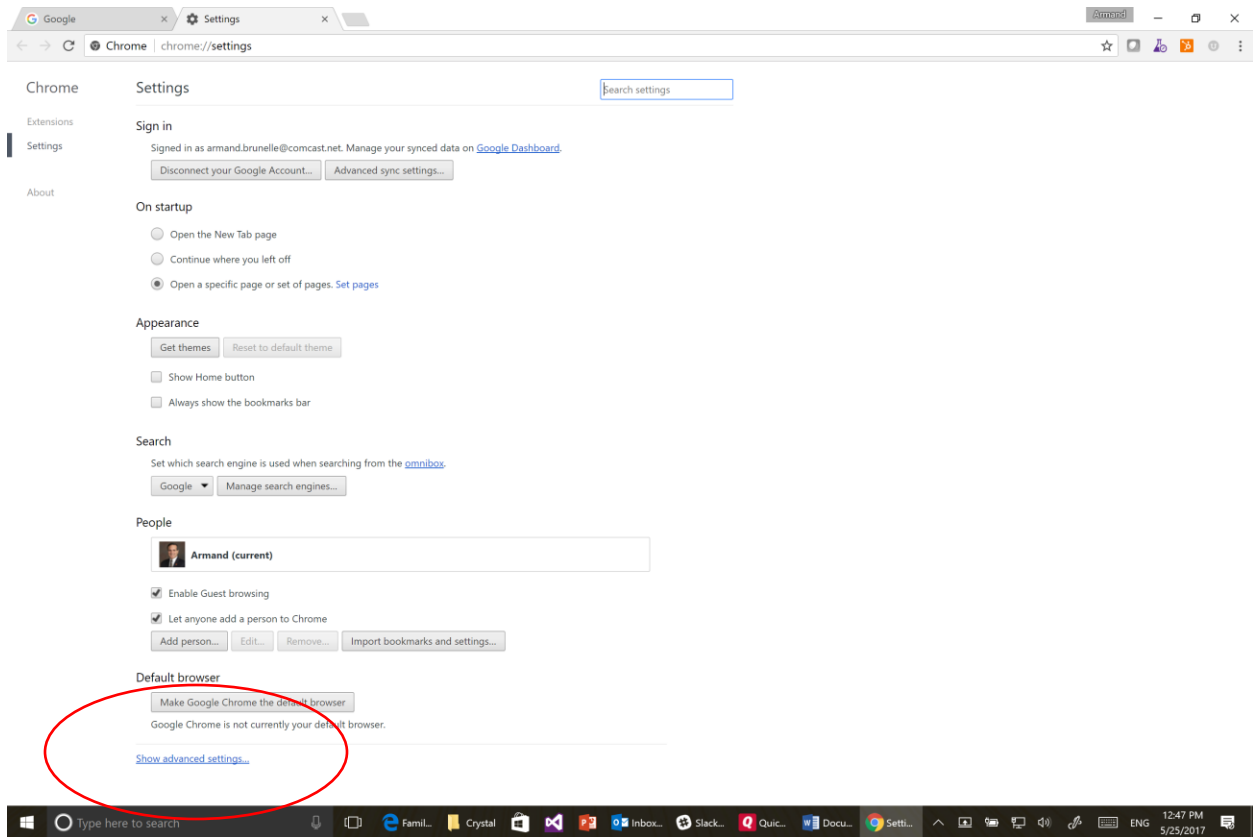 Google
Settings
Armand
Chrome chrome://settings
Chrome
Settings
Search settings
Extensions
Settings
About
Sign in
Signed in as armand.brunelle@comcast.net. Manage your synced data on Google Dashboard.
Disconnect your Google Account... Advanced sync settings...
On startup
Open the New Tab page
Continue where you left off
Open a specific page or set of pages. Set pages
Appearance
Get themes Reset to default theme
Show Home button
Always show the bookmarks bar
Search
Set which search engine is used when searching from the omnibox.
Google Manage search engines...
People
Armand (current)
Enable Guest browsing
Let anyone add a person to Chrome
Add person... Edit... Remove... Import bookmarks and settings...
Default browser
Make Google Chrome the default browser
Google Chrome is not currently your default browser.
Show advanced settings...
Type here to search Famil... Crystal Inbox... Slack... Quic... Docu... Setti... ENG 12:47 PM
5/25/2017